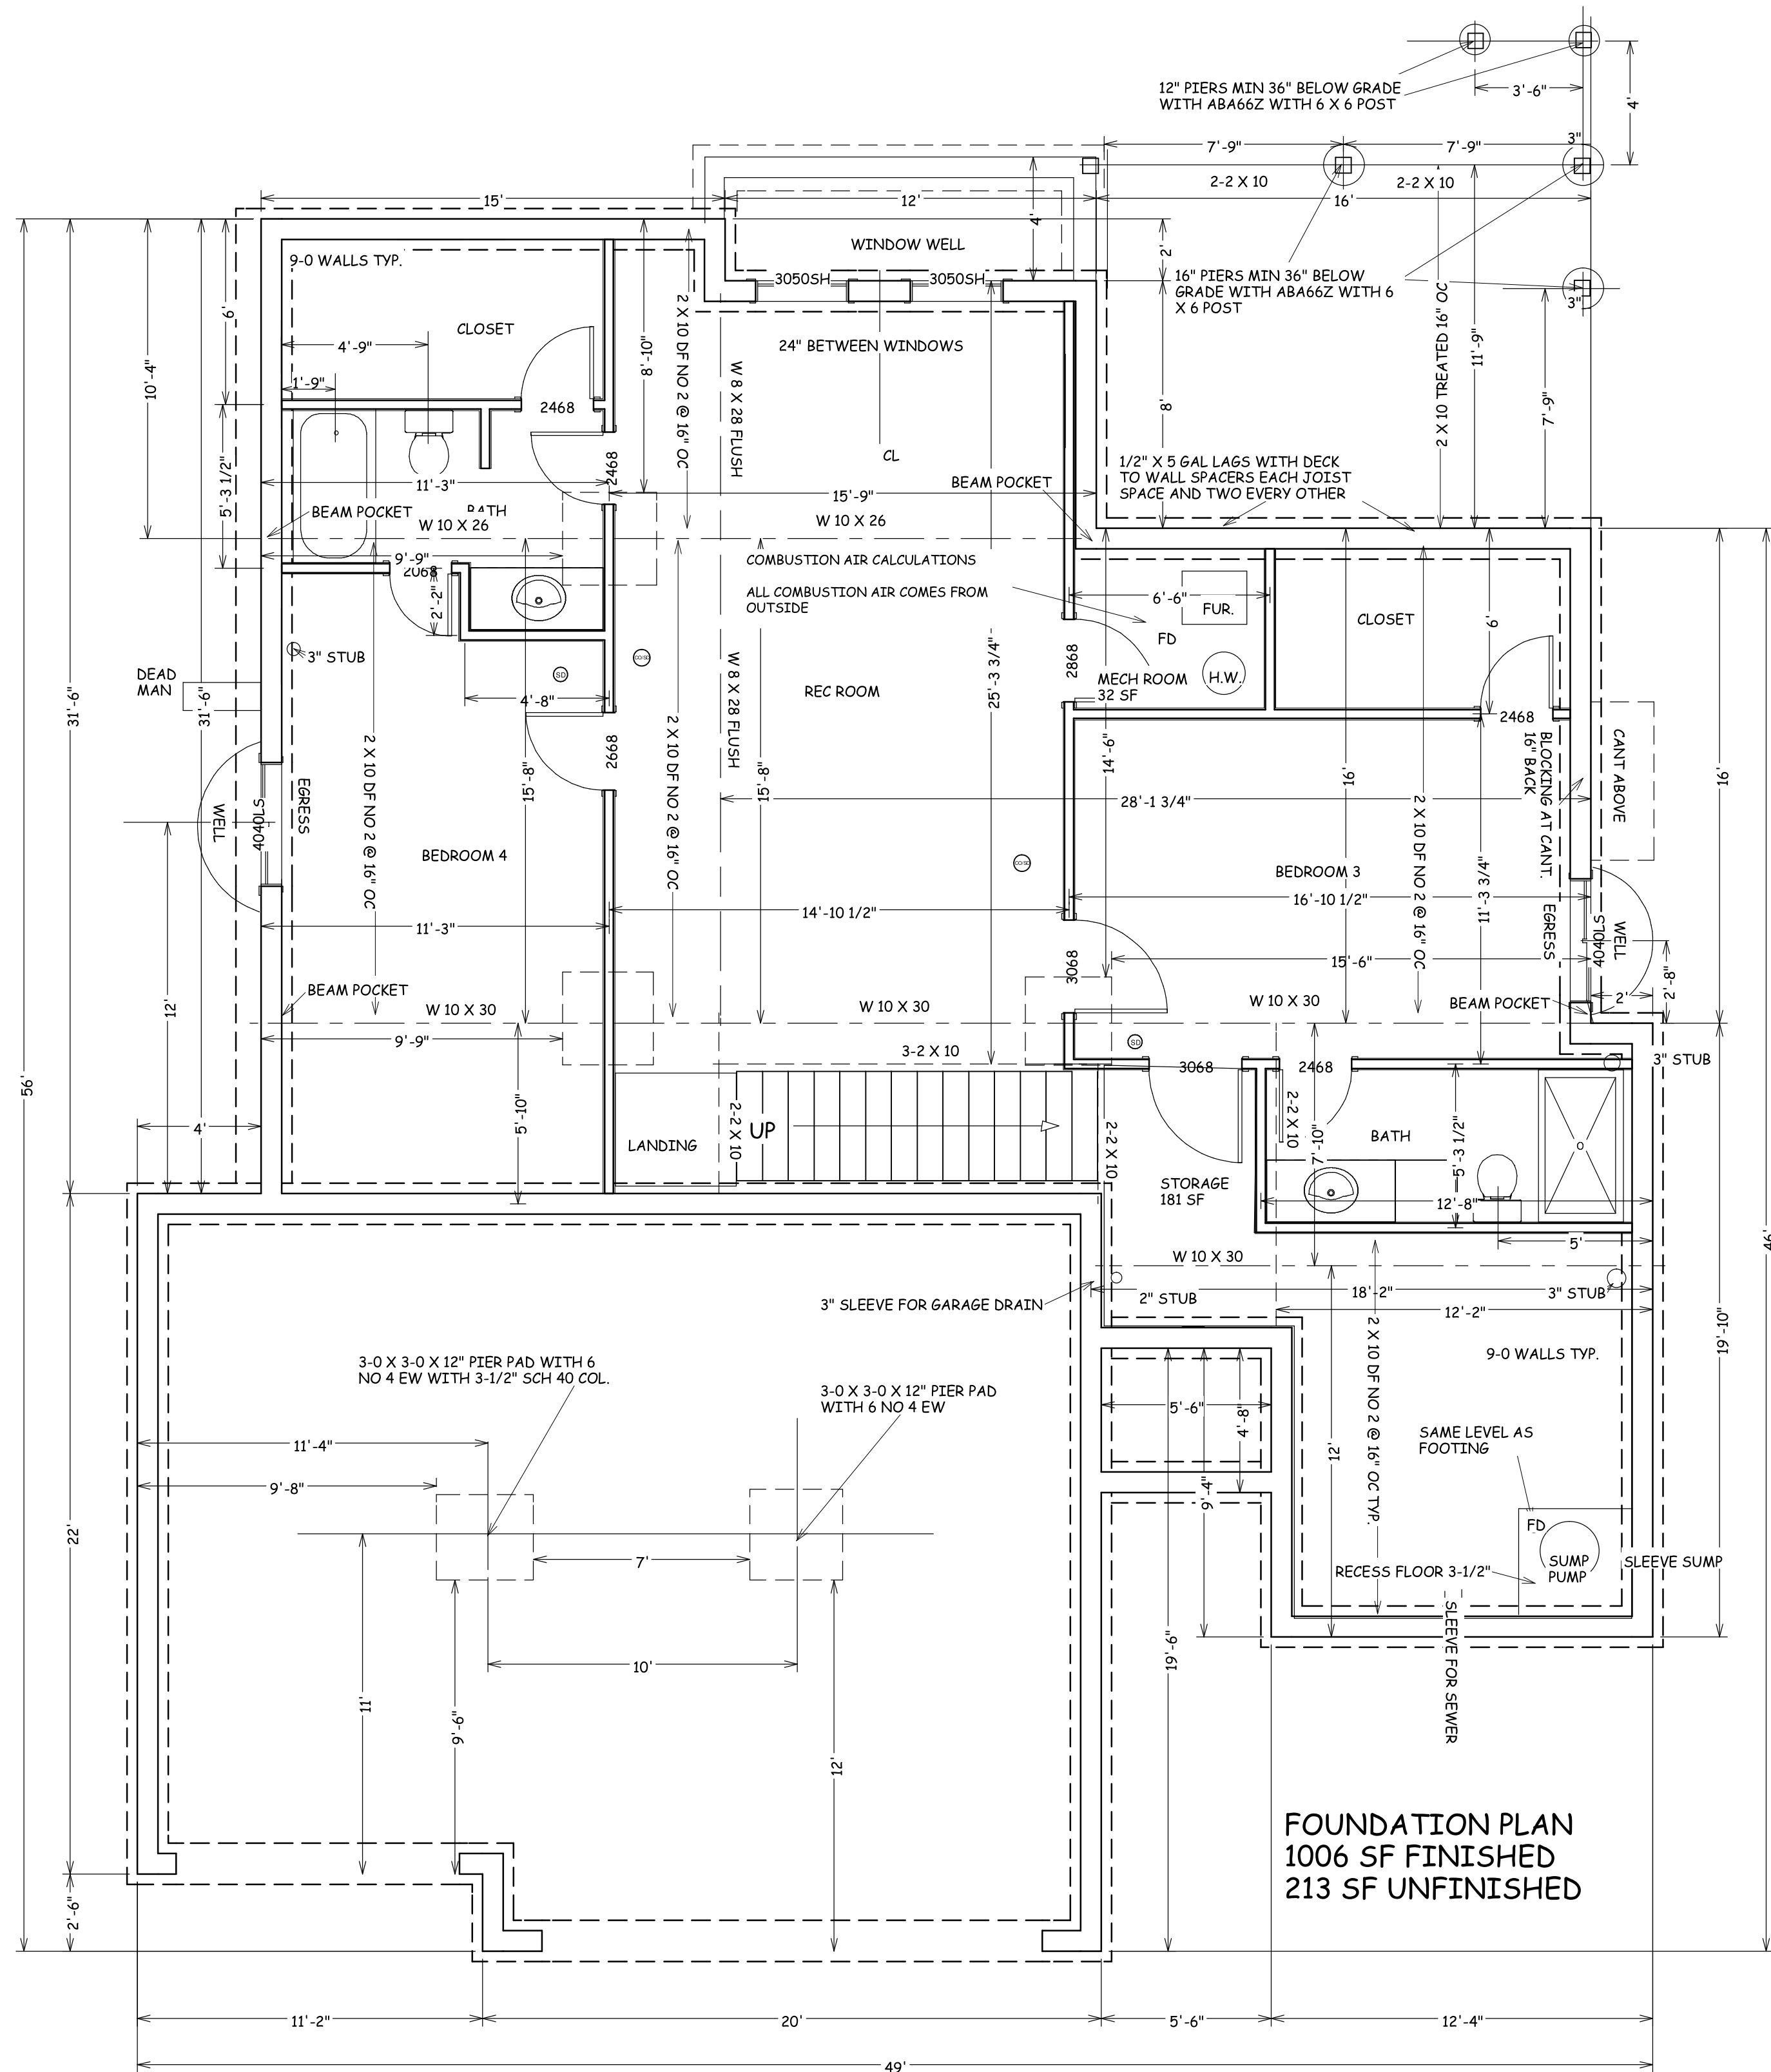 12" PIERS MIN 36" BELOW GRADE
WITH ABA66Z WITH 6 X 6 POST
3'-6"
4'
7'-9"
7'-9"
3"
2-2 X 10
2-2 X 10
15'
12'
16'
4'
2'
WINDOW WELL
9-0 WALLS TYP.
3050SH
3050SH
16" PIERS MIN 36" BELOW
GRADE WITH ABA66Z WITH 6
X 6 POST
3"
6'
CLOSET
4'-9"
1'-9"
10'-4"
8'-10"
2 X 10 DF NO 2 @ 16" OC
W 8 X 28 FLUSH
24" BETWEEN WINDOWS
2 X 10 TREATED 16" OC
11'-9"
7'-9"
8'
2468
2468
CL
1/2" X 5 GAL LAGS WITH DECK
TO WALL SPACERS EACH JOIST
SPACE AND TWO EVERY OTHER
5'-3 1/2"
11'-3"
BEAM POCKET
15'-9"
BEAM POCKET
BATH
W 10 X 26
W 10 X 26
9'-9"
2068
2'-2"
COMBUSTION AIR CALCULATIONS
ALL COMBUSTION AIR COMES FROM
OUTSIDE
6'-6"
FUR.
FD
CLOSET
6'
3" STUB
DEAD
MAN
SD
CO/SD
4'-8"
W 8 X 28 FLUSH
REC ROOM
25'-3 3/4"
2868
MECH ROOM
32 SF
H.W.
2468
31'-6"
31'-6"
2668
2 X 10 DF NO 2 @ 16" OC
15'-8"
2 X 10 DF NO 2 @ 16" OC
15'-8"
14'-6"
16'
28'-1 3/4"
2 X 10 DF NO 2 @ 16" OC
BLOCKING AT CANT.
16" BACK
CANT ABOVE
16'
WELL
4040LS
EGRESS
BEDROOM 4
CO/SD
BEDROOM 3
11'-3 3/4"
16'-10 1/2"
14'-10 1/2"
11'-3"
EGRESS
4040LS
WELL
15'-6"
3068
2'-8"
2'
BEAM POCKET
W 10 X 30
W 10 X 30
W 10 X 30
BEAM POCKET
12'
9'-9"
3-2 X 10
SD
3068
2468
3" STUB
56'
4'
5'-10"
LANDING
2-2 X 10
UP
2-2 X 10
2-2 X 10
7'-10"
BATH
5'-3 1/2"
STORAGE
181 SF
12'-8"
5'
46'
W 10 X 30
3" SLEEVE FOR GARAGE DRAIN
2" STUB
18'-2"
3" STUB
12'-2"
19'-10"
3-0 X 3-0 X 12" PIER PAD WITH 6
NO 4 EW WITH 3-1/2" SCH 40 COL.
3-0 X 3-0 X 12" PIER PAD
WITH 6 NO 4 EW
9-0 WALLS TYP.
5'-6"
4'-8"
2 X 10 DF NO 2 @ 16" OC TYP.
11'-4"
9'-8"
9'-4"
12'
SAME LEVEL AS
FOOTING
22'
7'
FD
SUMP
PUMP
SLEEVE SUMP
RECESS FLOOR 3-1/2"
SLEEVE FOR SEWER
19'-6"
10'
11'
9'-6"
12'
FOUNDATION PLAN
1006 SF FINISHED
213 SF UNFINISHED
2'-6"
11'-2"
20'
5'-6"
12'-4"
49'